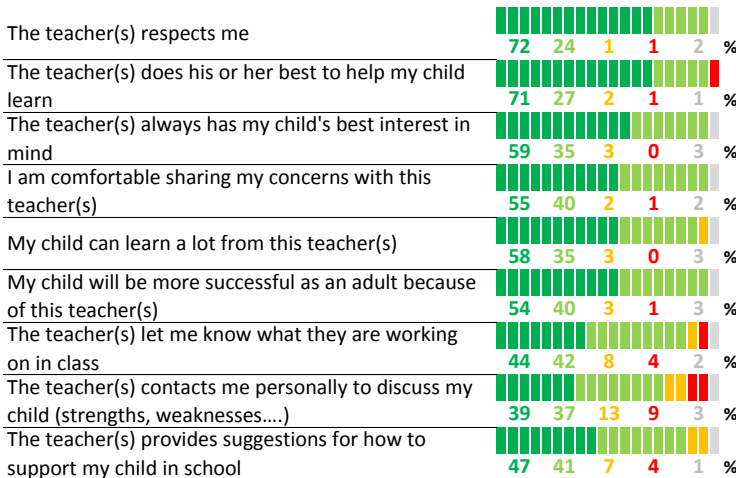 The teacher(s) respects me
72 24 1 1 2 %
The teacher(s) does his or her best to help my child
learn
71 27 2 1 1 %
The teacher(s) always has my child's best interest in
mind
59 35 3 0 3 %
I am comfortable sharing my concerns with this
teacher(s)
55 40 2 1 2 %
My child can learn a lot from this teacher(s)
58 35 3 0 3 %
My child will be more successful as an adult because
of this teacher(s)
54 40 3 1 3 %
The teacher(s) let me know what they are working
on in class
44 42 8 4 2 %
The teacher(s) contacts me personally to discuss my
child (strengths, weaknesses....)
39 37 13 9 3 %
The teacher(s) provides suggestions for how to
support my child in school
47 41 7 4 1 %